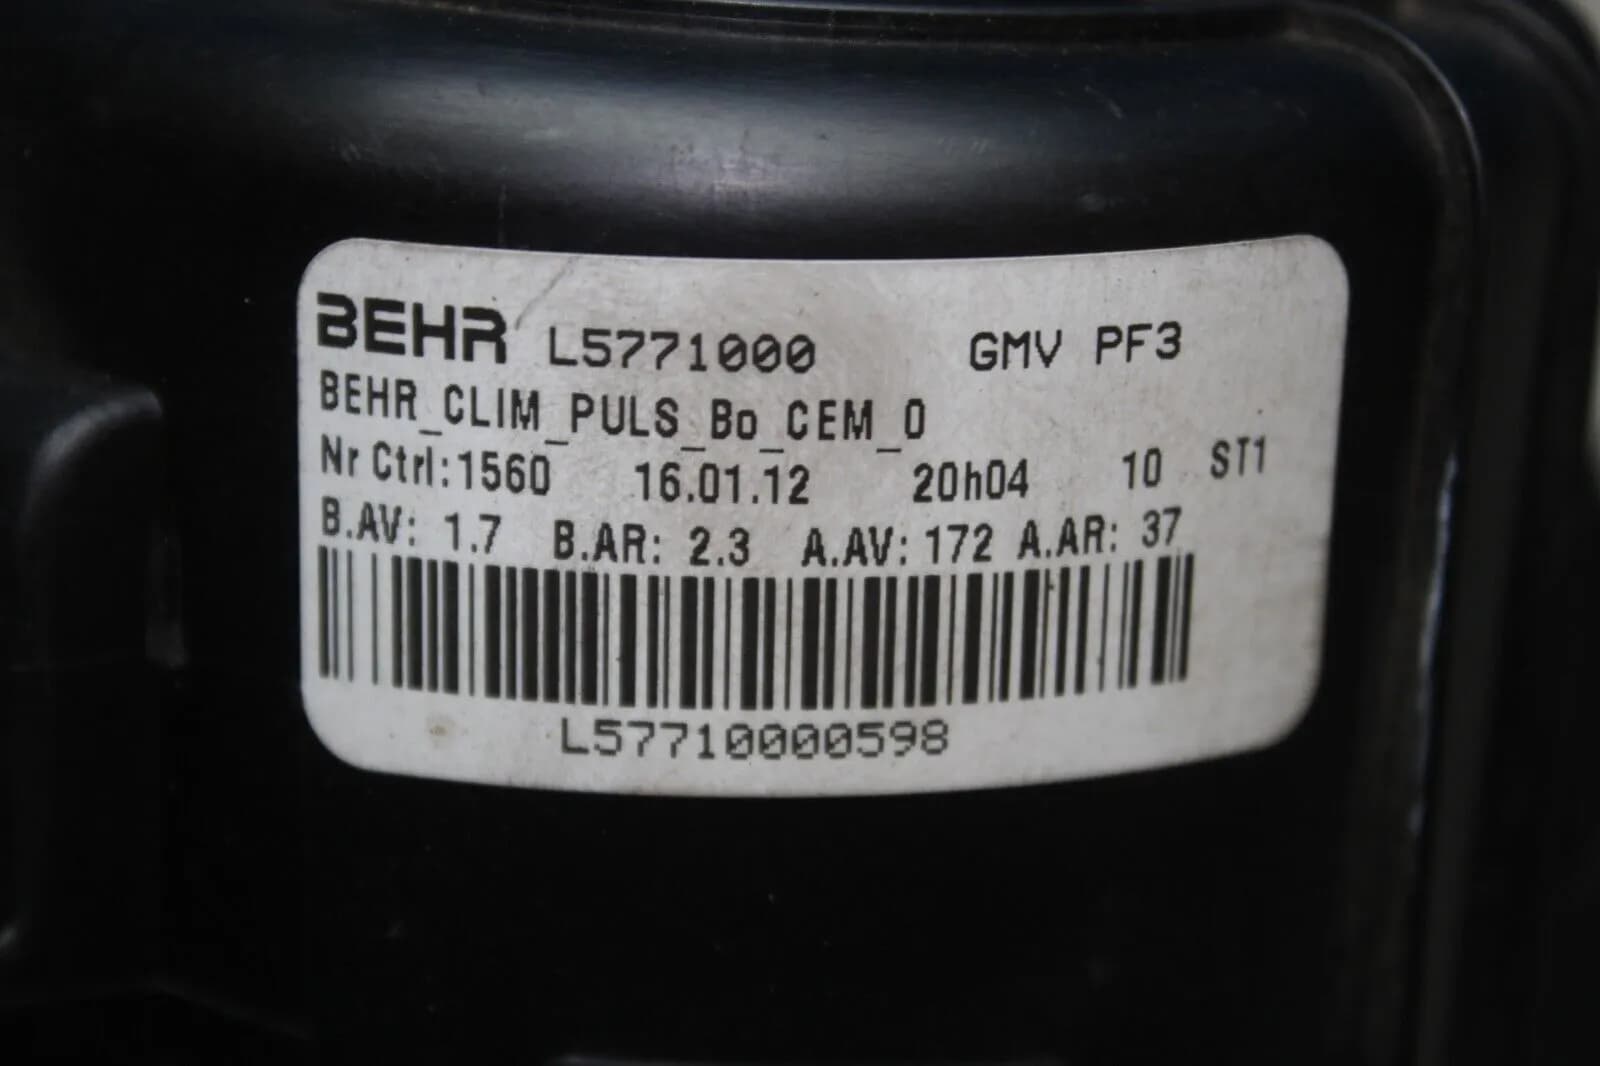 BEHR L5771000 GMV PF3
BEHR_CLIM_PULS_Bo_CEM_0
Nr Ctrl:1560 16.01.12 20h04 10 ST1
B.AV: 1.7 B.AR: 2.3 A.AV: 172 A.AR: 37
L57710000598